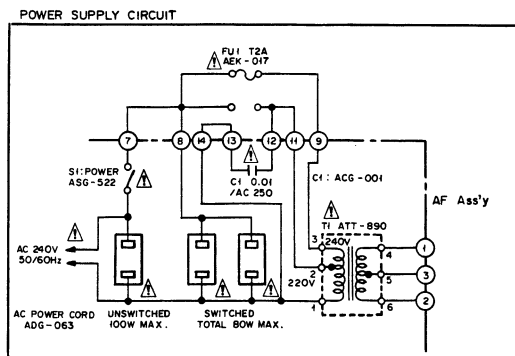 POWER SUPPLY CIRCUIT
FU1 T2A
AEK-017
7
8
14
13
12
11
9
S1:POWER
ASG-522
C1 0.01
/AC 250
C1: ACG-001
AF Ass'y
T1 ATT-890
3
240V
4
1
AC 240V
50/60Hz
2
220V
5
3
1
6
2
AC POWER CORD
ADG-063
UNSWITCHED
100W MAX.
SWITCHED
TOTAL 80W MAX.